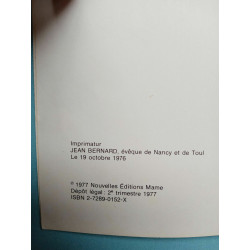 Imprimatur
JEAN BERNARD, évêque de Nancy et de Toul
Le 19 octobre 1976
© 1977 Nouvelles Éditions Mame
Dépôt légal : 2e trimestre 1977
ISBN 2-7289-0152-X